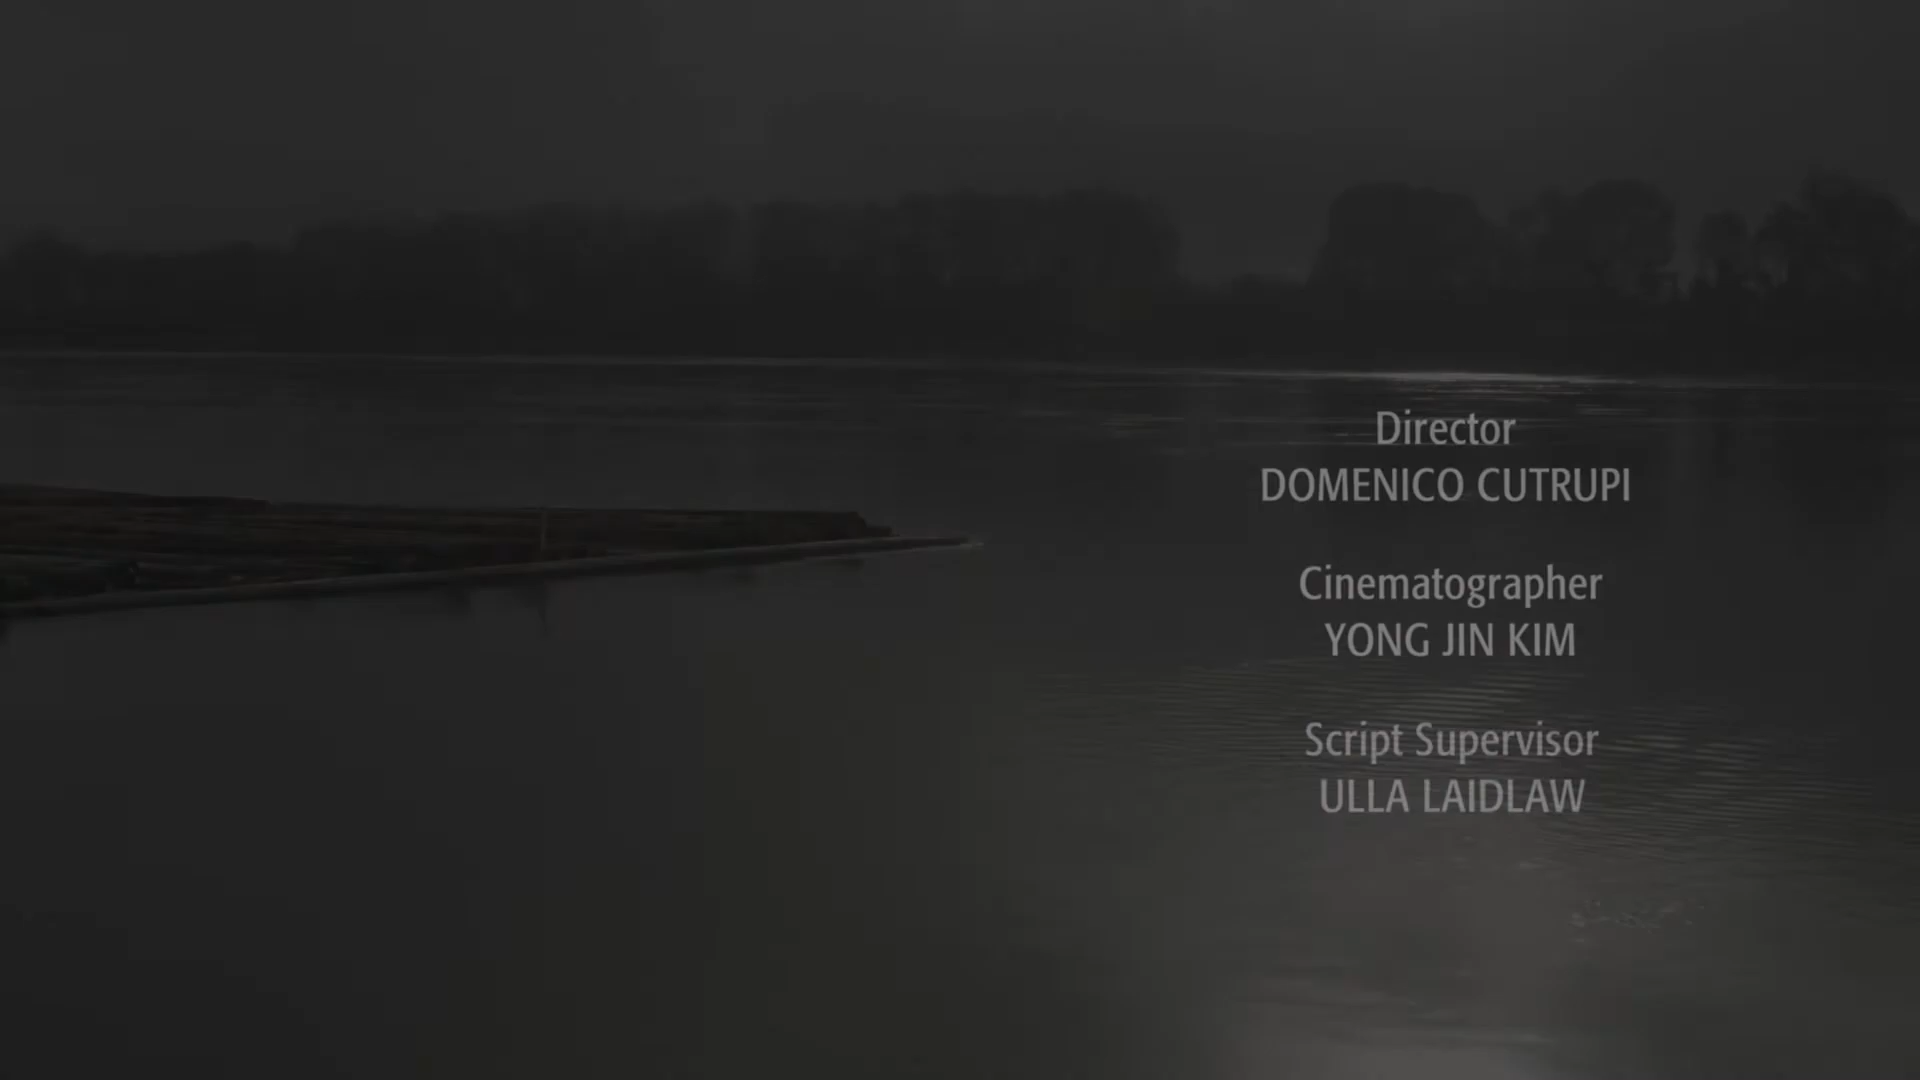 Director
DOMENICO CUTRUPI
Cinematographer
YONG JIN KIM
Script Supervisor
ULLA LAIDLAW